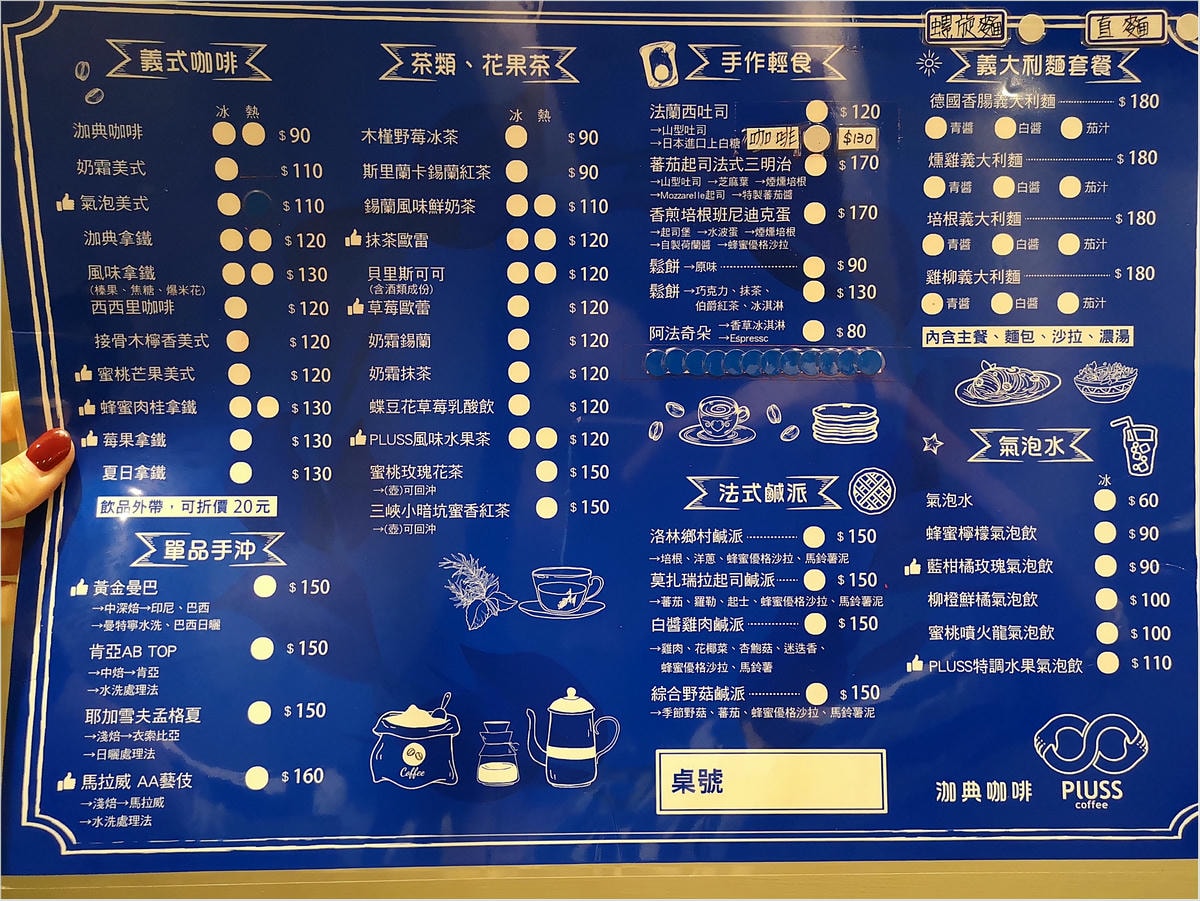 義式咖啡
冰 熱
泇典咖啡 $90
奶霜美式 $110
氣泡美式 $110
泇典拿鐵 $120
風味拿鐵 $130
(榛果、焦糖、爆米花)
西西里咖啡 $120
接骨木檸香美式 $120
蜜桃芒果美式 $120
蜂蜜肉桂拿鐵 $130
莓果拿鐵 $130
夏日拿鐵 $130
飲品外帶，可折價 20元
單品手沖
黃金曼巴 $150
→中深焙→印尼、巴西
→曼特寧水洗、巴西日曬
肯亞AB TOP $150
→中焙→肯亞
→水洗處理法
耶加雪夫孟格夏 $150
→淺焙→衣索比亞
→日曬處理法
馬拉威 AA藝伎 $160
→淺焙→馬拉威
→水洗處理法
茶類、花果茶
冰 熱
木槿野莓冰茶 $90
斯里蘭卡錫蘭紅茶 $90
錫蘭風味鮮奶茶 $110
抹茶歐雷 $120
貝里斯可可 $120
(含酒類成份)
草莓歐蕾 $120
奶霜錫蘭 $120
奶霜抹茶 $120
蝶豆花草莓乳酸飲 $120
PLUSS風味水果茶 $120
蜜桃玫瑰花茶 $150
→(壺)可回沖
三峽小暗坑蜜香紅茶 $150
→(壺)可回沖
Coffee
手作輕食
法蘭西吐司 $120
→山型吐司
→日本進口上白糖 咖啡 $130
蕃茄起司法式三明治 $170
→山型吐司 →芝麻葉 →煙燻培根
→Mozzarelle起司 →特製蕃茄醬
香煎培根班尼迪克蛋 $170
→起司堡 →水波蛋 →煙燻培根
→自製荷蘭醬 →蜂蜜優格沙拉
鬆餅→原味 $90
鬆餅→巧克力、抹茶、 $130
伯爵紅茶、冰淇淋
阿法奇朵 →香草冰淇淋 $80
→Espressc
法式鹹派
洛林鄉村鹹派 $150
→培根、洋蔥、蜂蜜優格沙拉、馬鈴薯泥
莫扎瑞拉起司鹹派 $150
→蕃茄、羅勒、起士、蜂蜜優格沙拉、馬鈴薯泥
白醬雞肉鹹派 $150
→雞肉、花椰菜、杏鮑菇、迷迭香、
蜂蜜優格沙拉、馬鈴薯
綜合野菇鹹派 $150
→季節野菇、蕃茄、蜂蜜優格沙拉、馬鈴薯泥
桌號
螺旋麵 直麵
義大利麵套餐
德國香腸義大利麵 $180
青醬 白醬 茄汁
燻雞義大利麵 $180
青醬 白醬 茄汁
培根義大利麵 $180
青醬 白醬 茄汁
雞柳義大利麵 $180
青醬 白醬 茄汁
內含主餐、麵包、沙拉、濃湯
氣泡水
冰
氣泡水 $60
蜂蜜檸檬氣泡飲 $90
藍柑橘玫瑰氣泡飲 $90
柳橙鮮橘氣泡飲 $100
蜜桃噴火龍氣泡飲 $100
PLUSS特調水果氣泡飲 $110
泇典咖啡 PLUSS
coffee